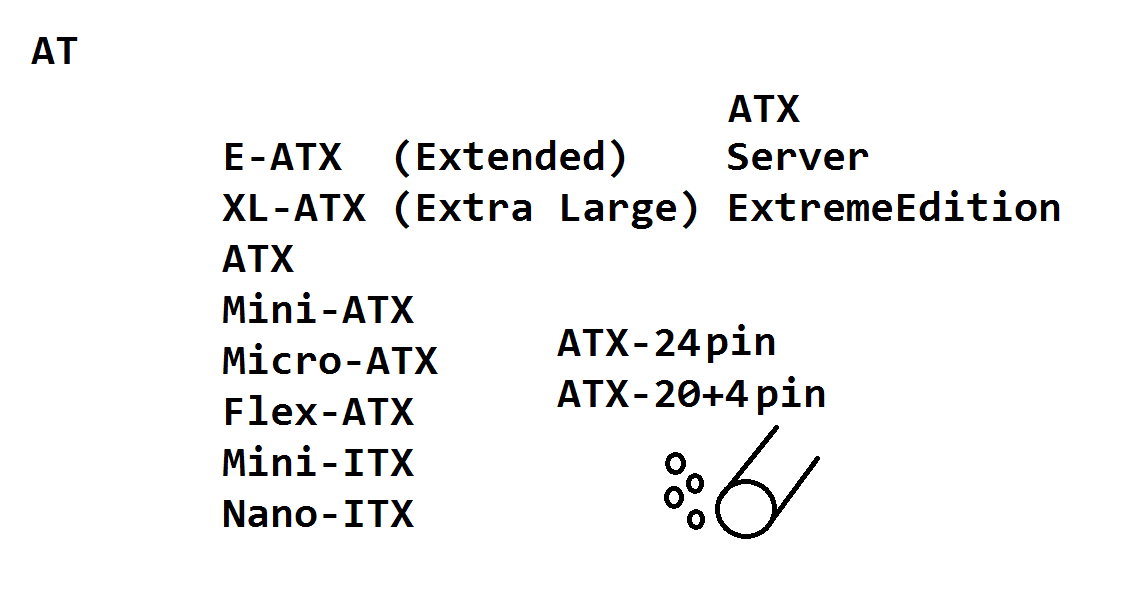 AT
ATX
E-ATX (Extended) Server
XL-ATX (Extra Large) ExtremeEdition
ATX
Mini-ATX
ATX-24pin
Micro-ATX
ATX-20+4pin
Flex-ATX
Mini-ITX
Nano-ITX